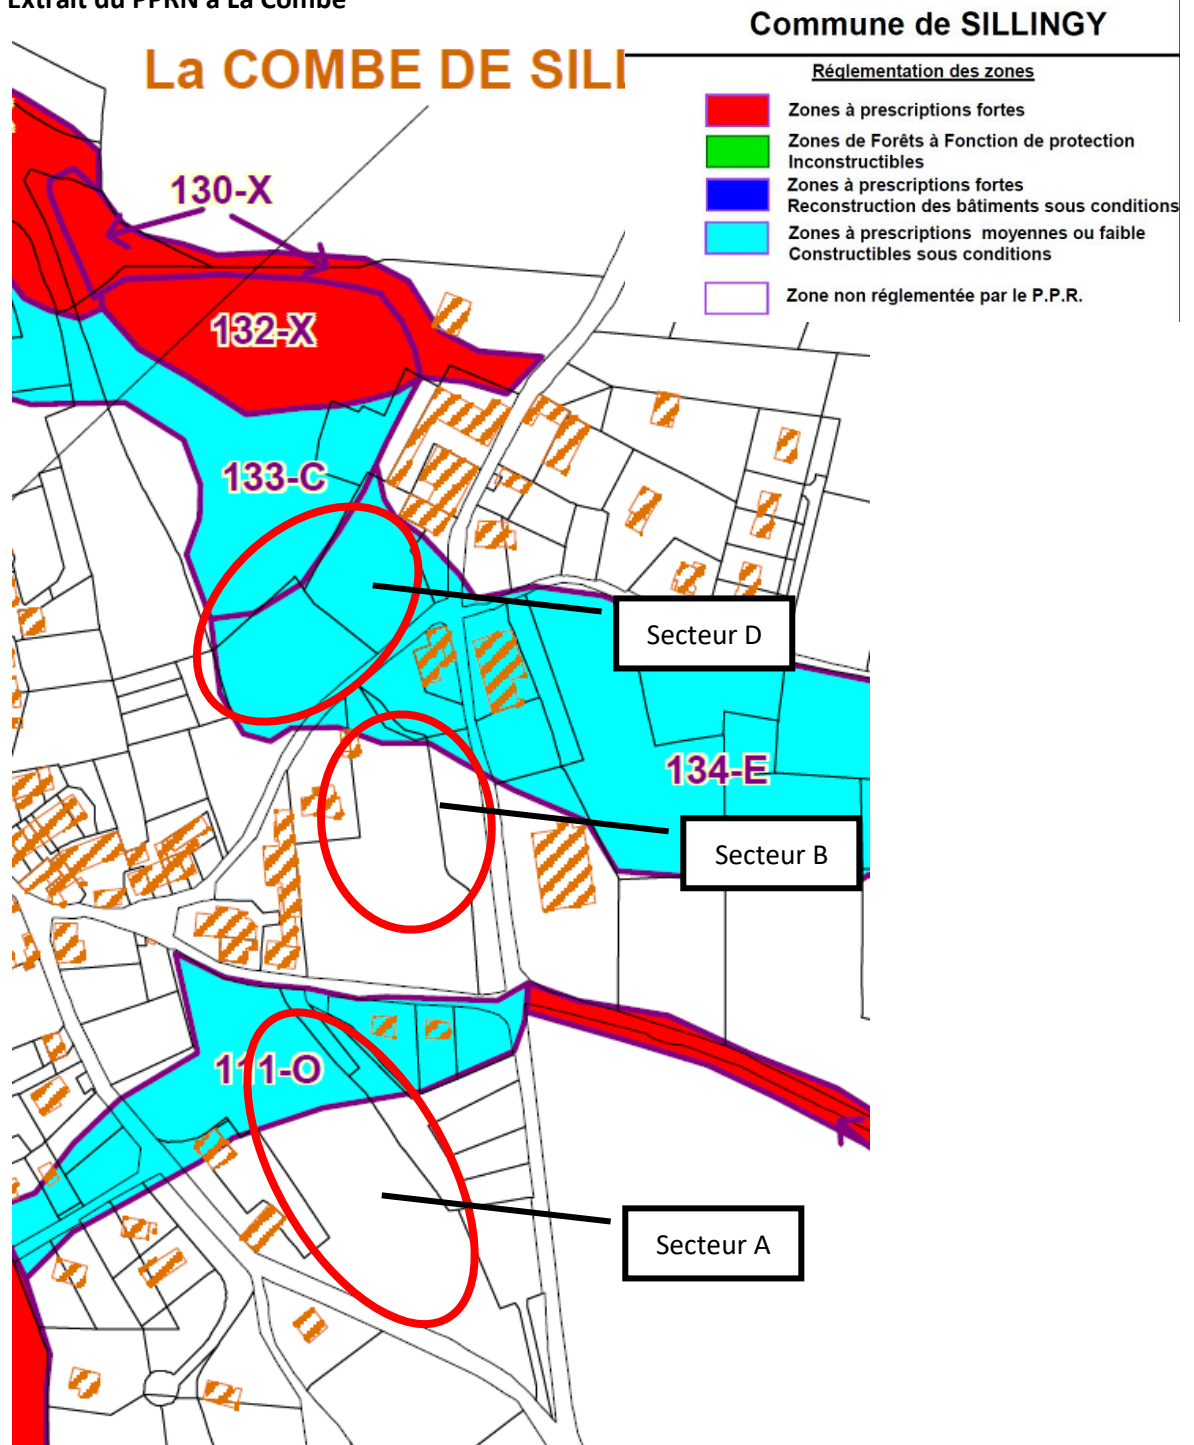 Extrait du PPRN à La Combe
Commune de SILLINGY
La COMBE DE SILL
Réglementation des zones
Zones à prescriptions fortes
Zones de Forêts à Fonction de protection
Inconstructibles
Zones à prescriptions fortes
Reconstruction des bâtiments sous conditions
Zones à prescriptions moyennes ou faible
Constructibles sous conditions
Zone non réglementée par le P.P.R.
130-X
132-X
133-C
Secteur D
134-E
Secteur B
111-O
Secteur A